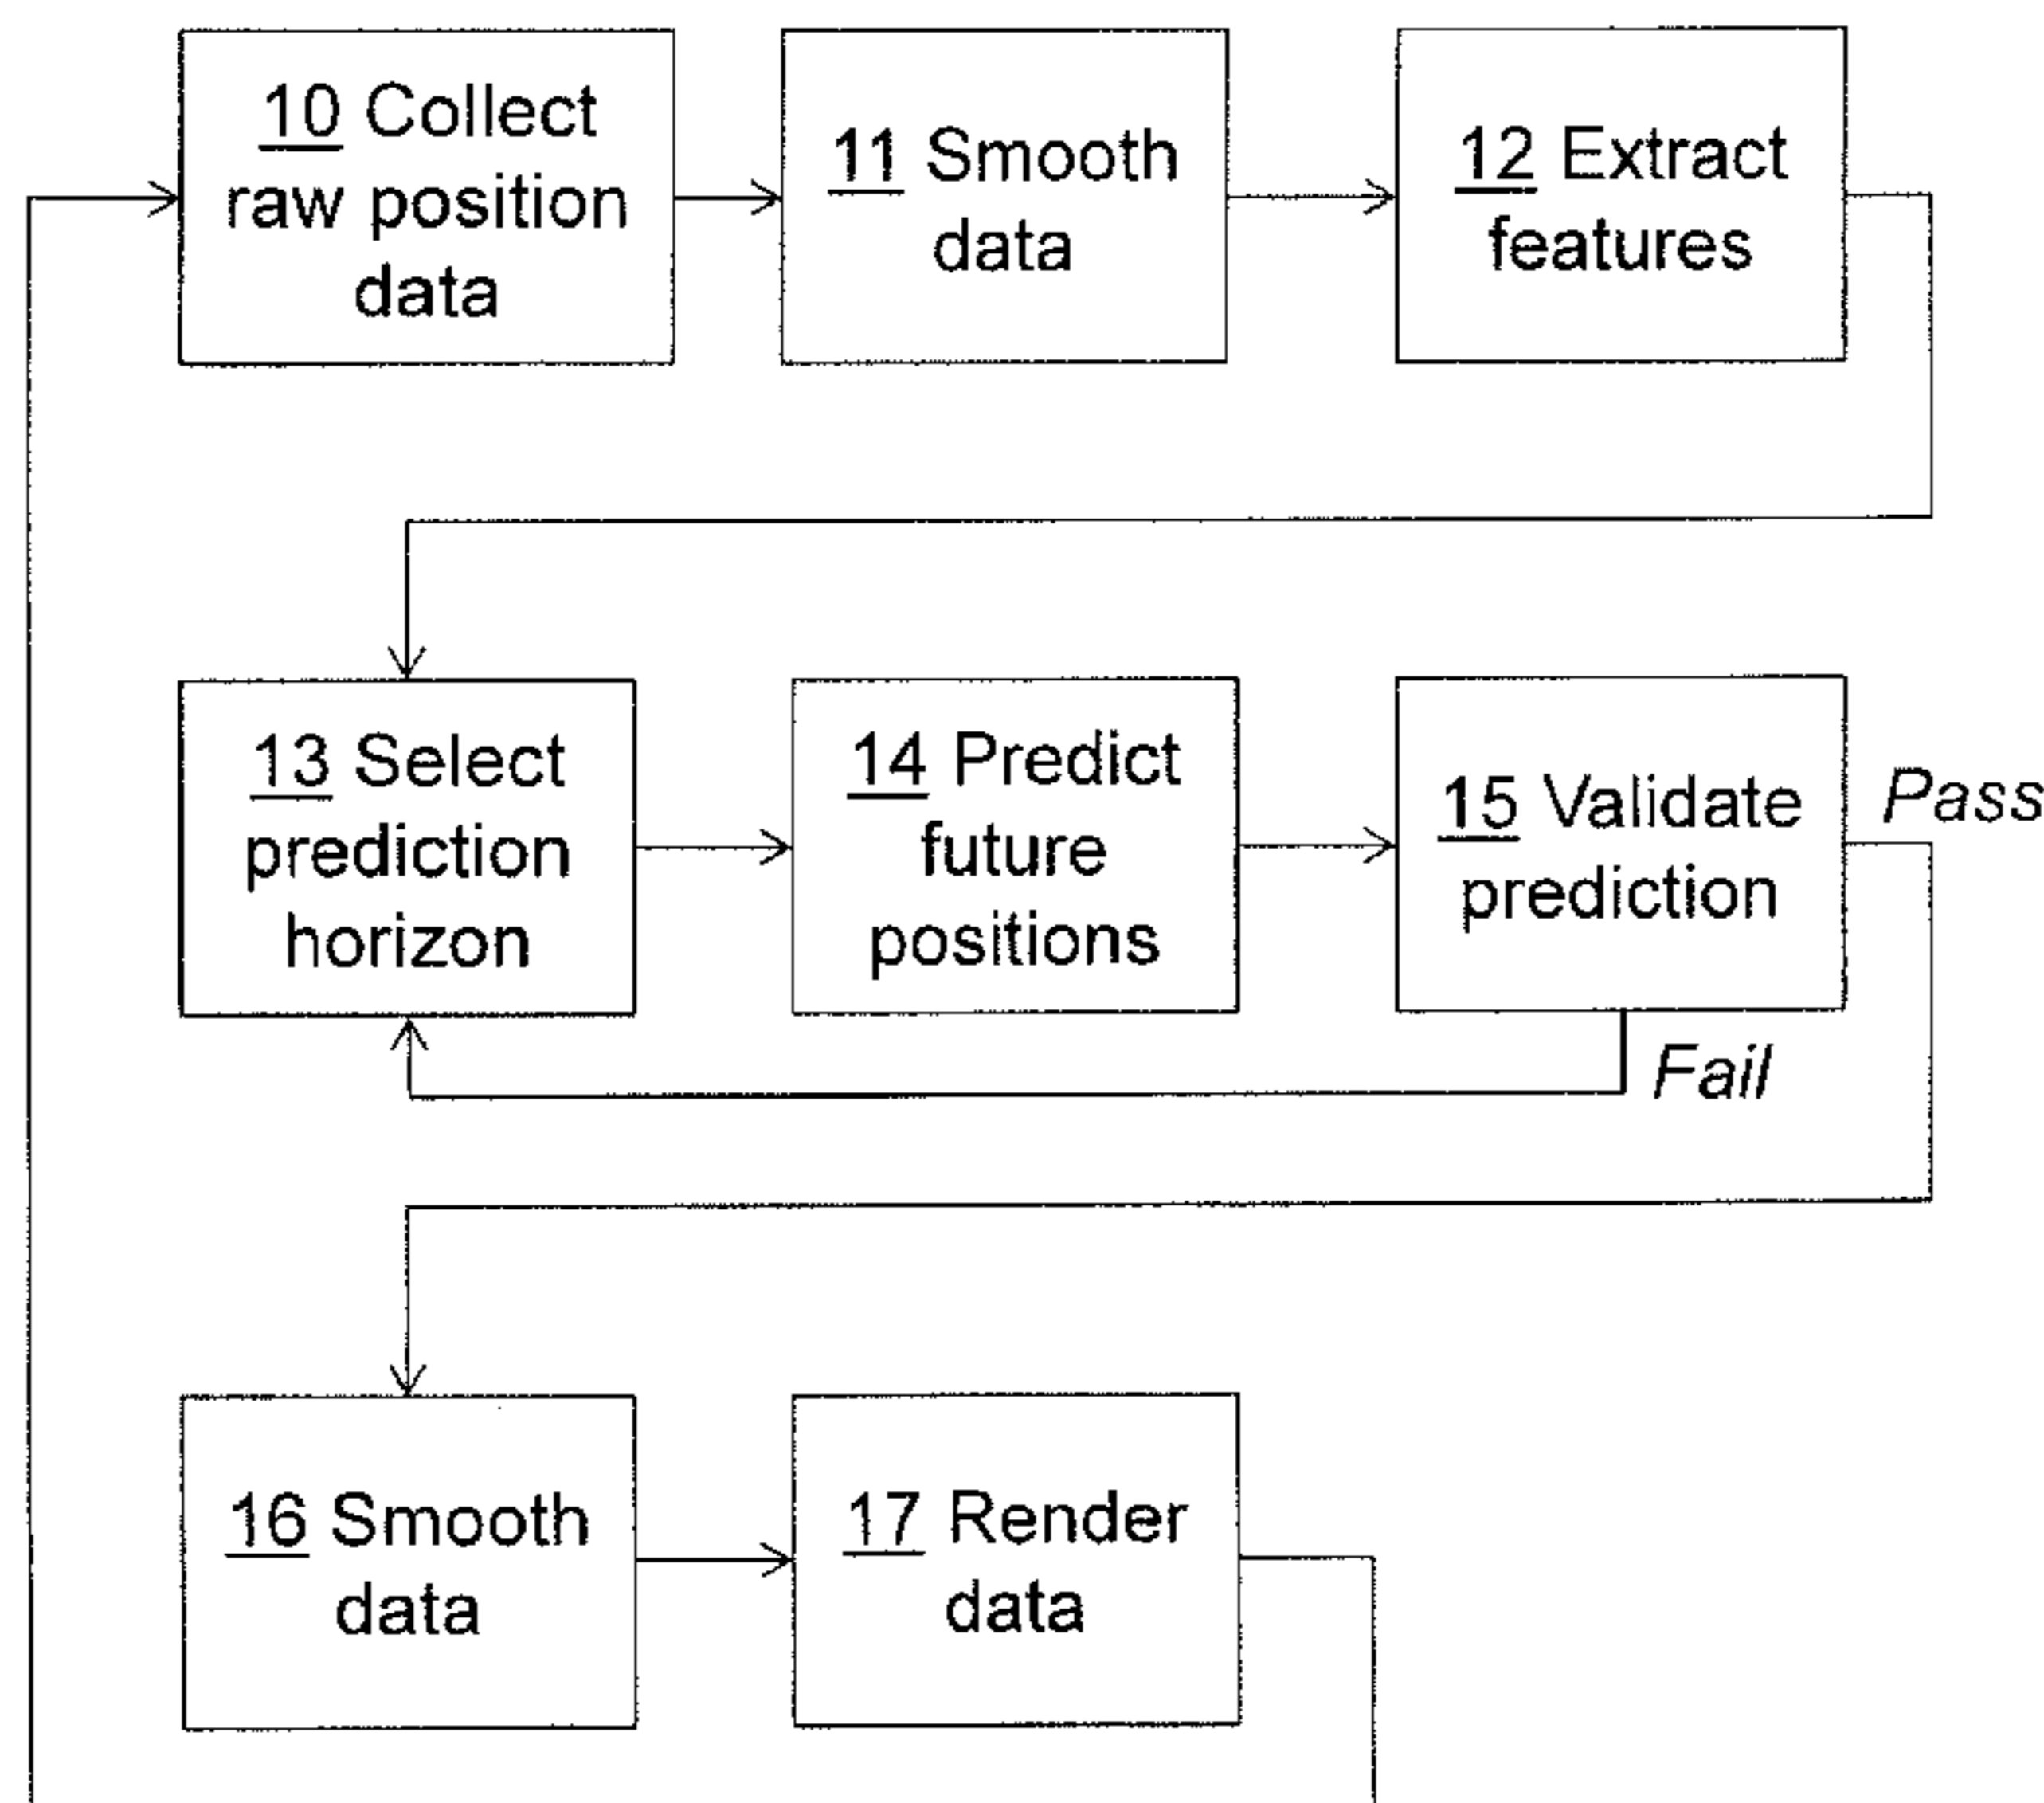 10 Collect
raw position
data
11 Smooth
data
12 Extract
features
13 Select
prediction
horizon
14 Predict
future
positions
15 Validate
prediction
Pass
Fail
16 Smooth
data
17 Render
data